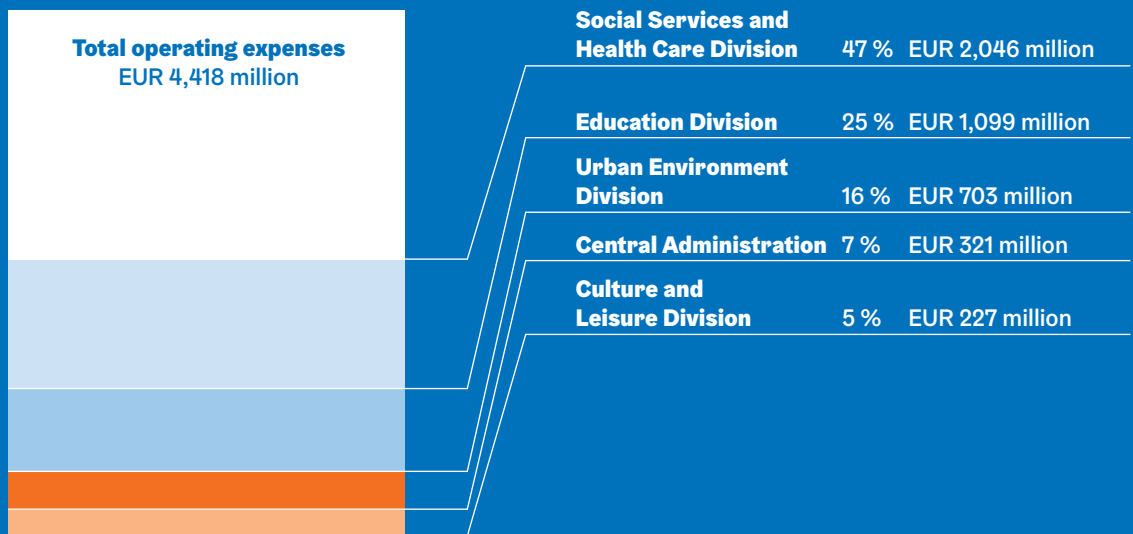 Total operating expenses
EUR 4,418 million
Social Services and
Health Care Division 47 % EUR 2,046 million
Education Division 25 % EUR 1,099 million
Urban Environment
Division 16 % EUR 703 million
Central Administration 7 % EUR 321 million
Culture and
Leisure Division 5 % EUR 227 million